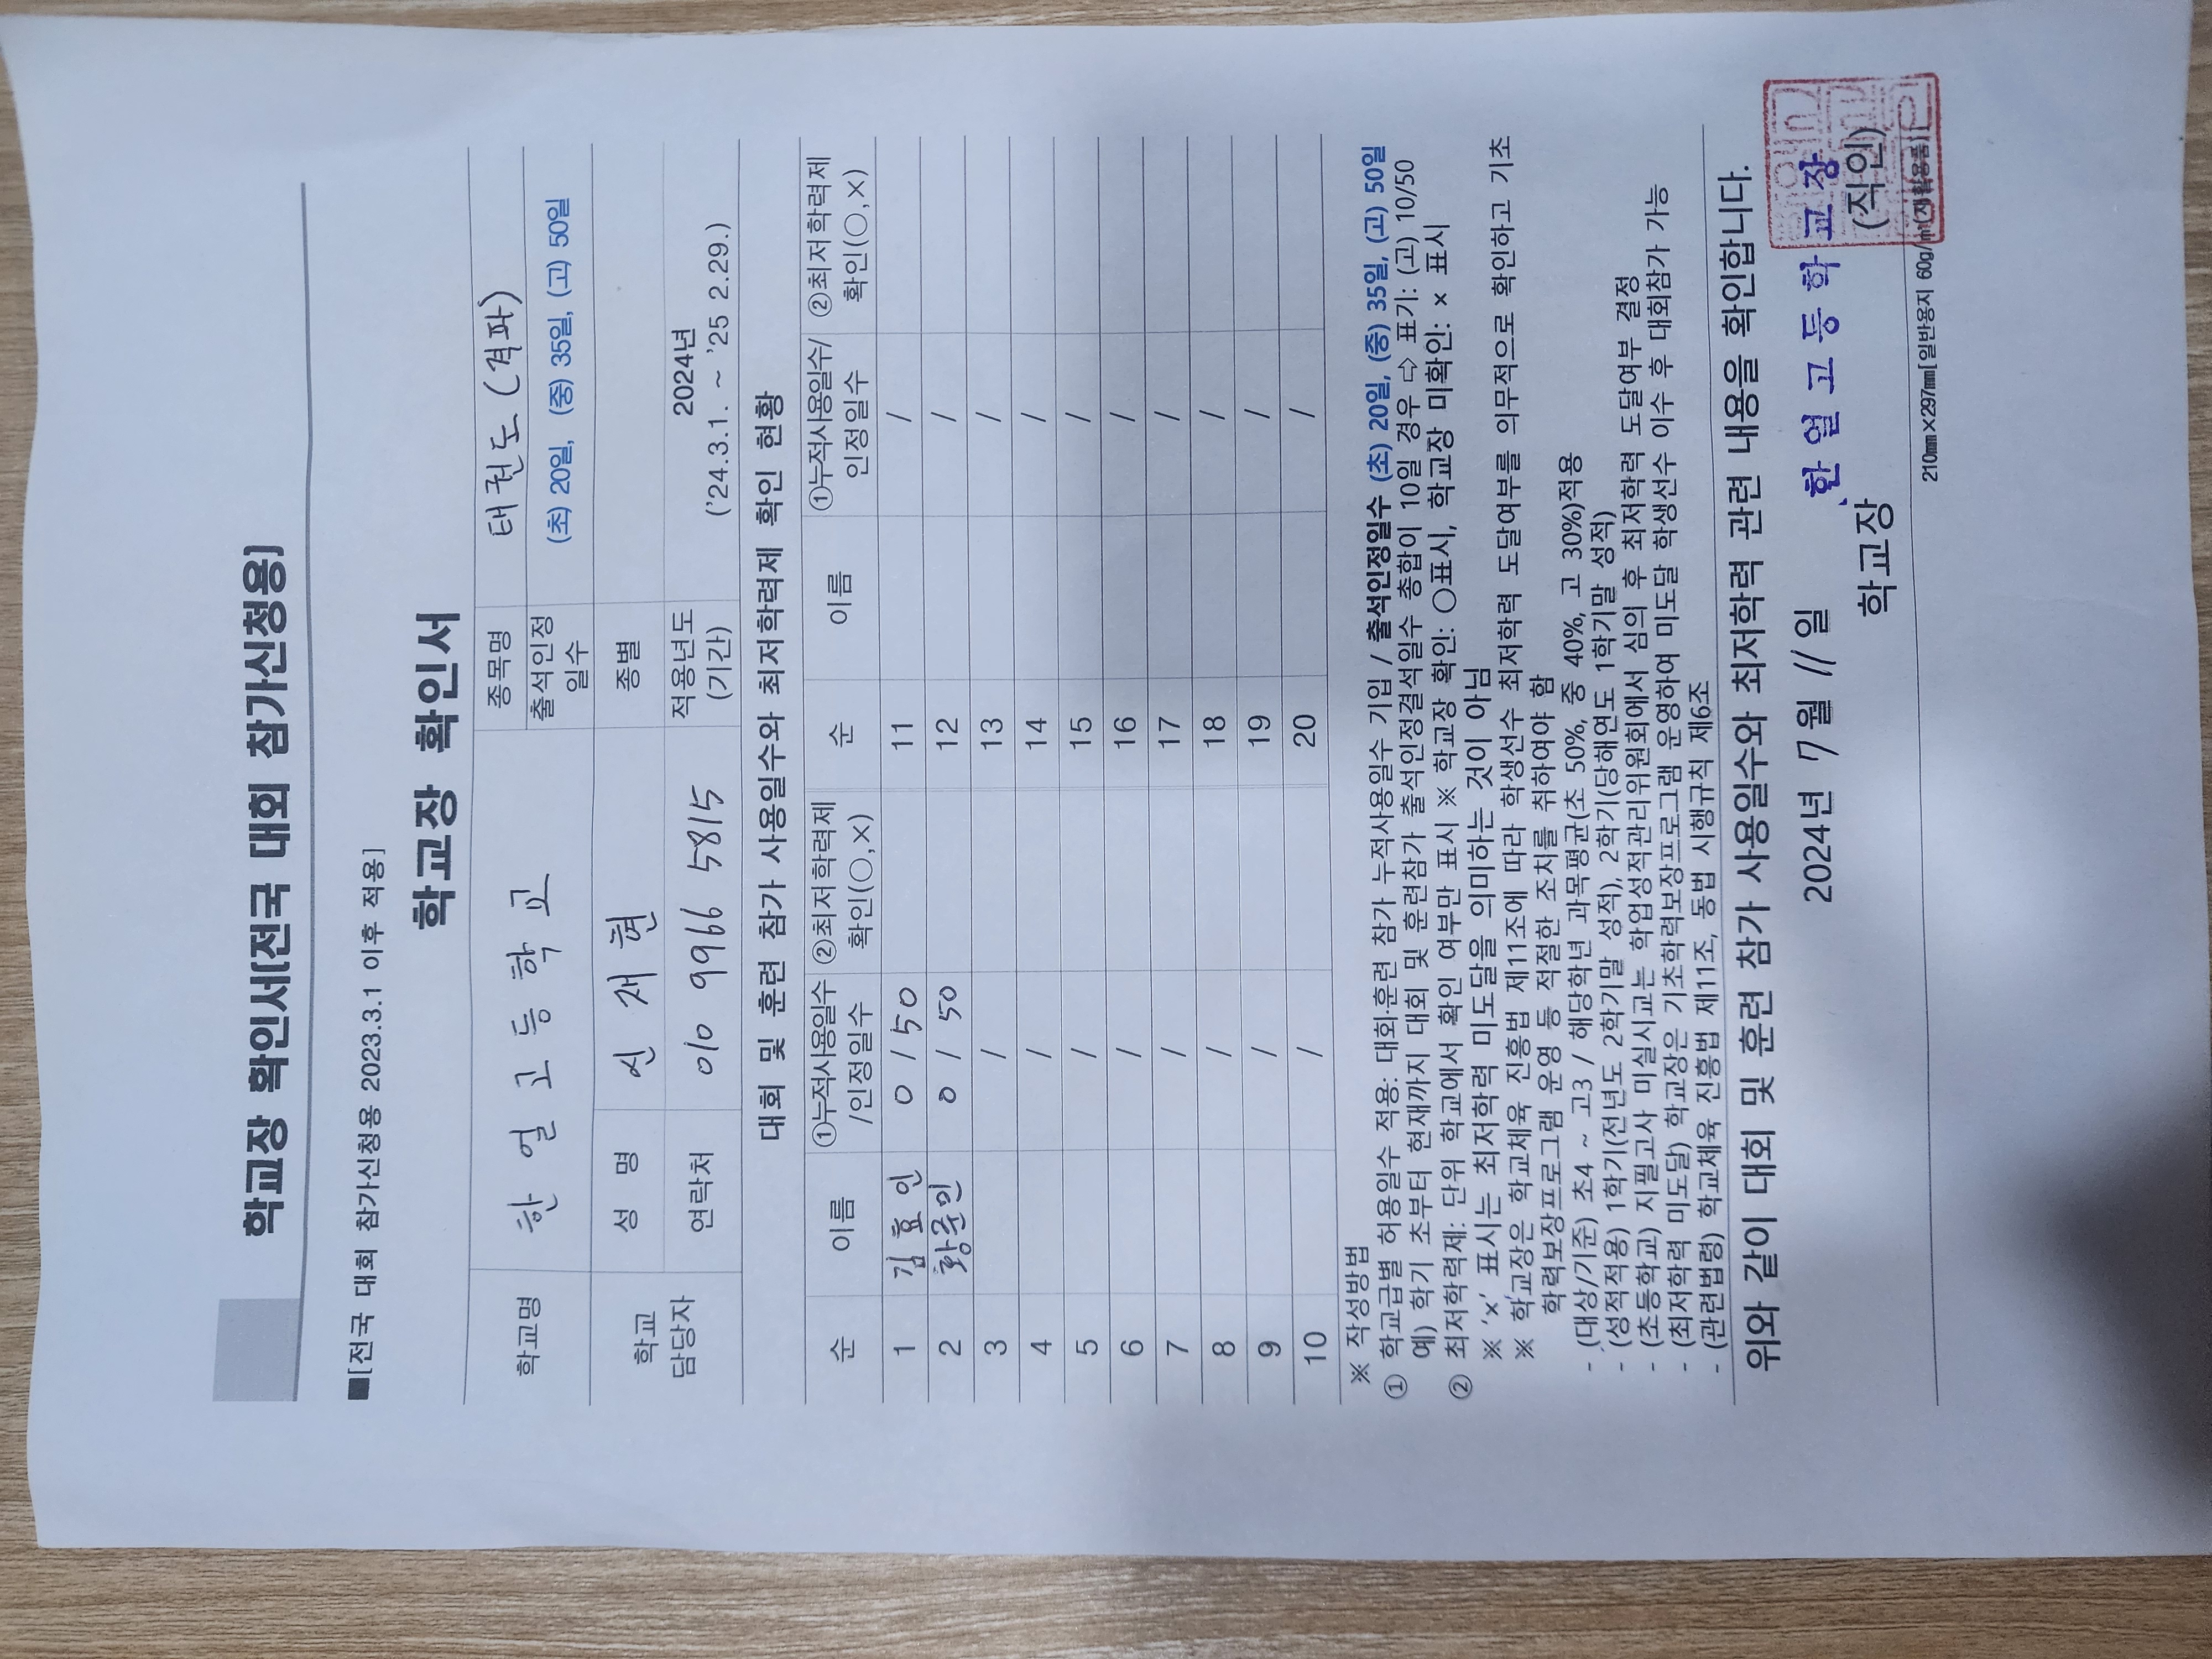 학교장 확인서[전국 대회 참가신청용]
■[전국 대회 참가신청용 2023.3.1 이후 적용]
학교장 확인서
학교명 한일고등학교 종목명 태권도(격파)
출석인정일수 (초) 20일, (중) 35일, (고) 50일
학교 담당자 성 명 신재현 종별
연락처 010 9966 5815 적용년도(기간) 2024년 ('24.3.1. ~ '25 2.29.)
대회 및 훈련 참가 사용일수와 최저학력제 확인 현황
순 이름 ①누적사용일수/인정일수 ②최저학력제 확인(○,×) 순 이름 ①누적사용일수/인정일수 ②최저학력제 확인(○,×)
1 김효인 0 / 50 11 /
2 황윤민 0 / 50 12 /
3 / 13 /
4 / 14 /
5 / 15 /
6 / 16 /
7 / 17 /
8 / 18 /
9 / 19 /
10 / 20 /
※ 작성방법
① 학교급별 허용일수 적용: 대회·훈련 참가 누적사용일수 기입 / 출석인정일수 (초) 20일, (중) 35일, (고) 50일
예) 학기 초부터 현재까지 대회 및 훈련참가 출석인정결석일수 총합이 10일 경우 ⇨ 표기: (고) 10/50
② 최저학력제: 단위 학교에서 확인 여부만 표시 ※ 학교장 확인: ○표시, 학교장 미확인: × 표시
※ '×' 표시는 최저학력 미도달을 의미하는 것이 아님
※ 학교장은 학교체육 진흥법 제11조에 따라 학생선수 최저학력 도달여부를 의무적으로 확인하고 기초
학력보장프로그램 운영 등 적절한 조치를 취하여야 함
- (대상/기준) 초4 ~ 고3 / 해당학년 과목평균(초 50%, 중 40%, 고 30%)적용
- (성적적용) 1학기(전년도 2학기말 성적), 2학기(당해연도 1학기말 성적)
- (초등학교) 지필고사 미실시교는 학업성적관리위원회에서 심의 후 최저학력 도달여부 결정
- (최저학력 미도달) 학교장은 기초학력보장프로그램 운영하여 미도달 학생선수 이수 후 대회참가 가능
- (관련법령) 학교체육 진흥법 제11조, 동법 시행규칙 제6조
위와 같이 대회 및 훈련 참가 사용일수와 최저학력 관련 내용을 확인합니다.
2024년 7월 11일
한일고등학교장
학교장 (직인)
210㎜×297㎜[일반용지 60g/㎡(재활용품)]